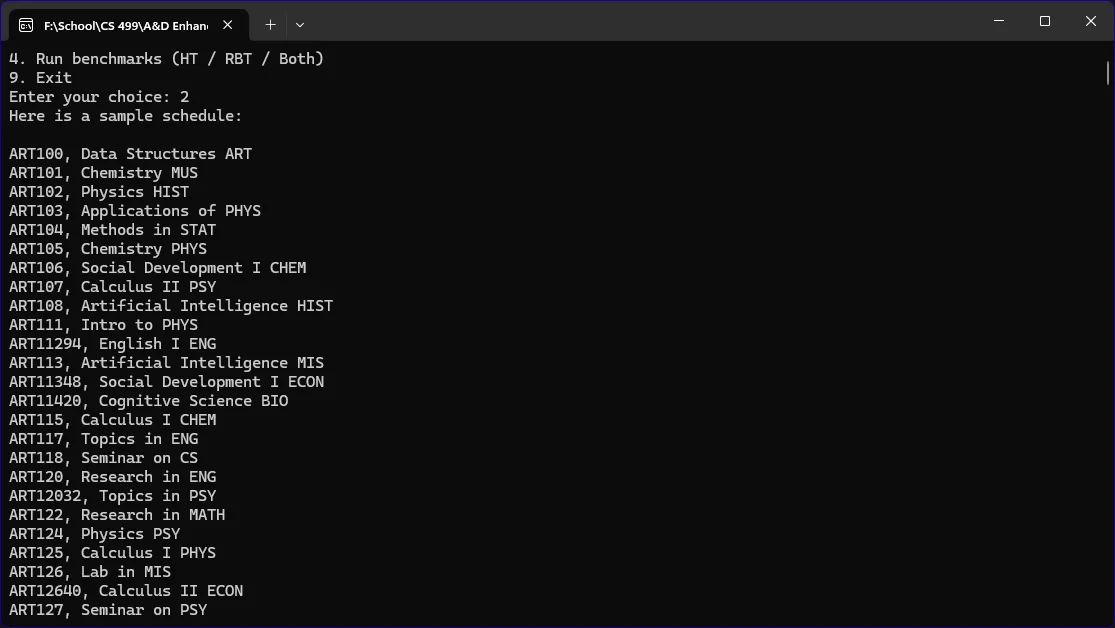 F:\School\CS 499\A&D Enhan
4. Run benchmarks (HT / RBT / Both)
9. Exit
Enter your choice: 2
Here is a sample schedule:
ART100, Data Structures ART
ART101, Chemistry MUS
ART102, Physics HIST
ART103, Applications of PHYS
ART104, Methods in STAT
ART105, Chemistry PHYS
ART106, Social Development I CHEM
ART107, Calculus II PSY
ART108, Artificial Intelligence HIST
ART111, Intro to PHYS
ART11294, English I ENG
ART113, Artificial Intelligence MIS
ART11348, Social Development I ECON
ART11420, Cognitive Science BIO
ART115, Calculus I CHEM
ART117, Topics in ENG
ART118, Seminar on CS
ART120, Research in ENG
ART12032, Topics in PSY
ART122, Research in MATH
ART124, Physics PSY
ART125, Calculus I PHYS
ART126, Lab in MIS
ART12640, Calculus II ECON
ART127, Seminar on PSY